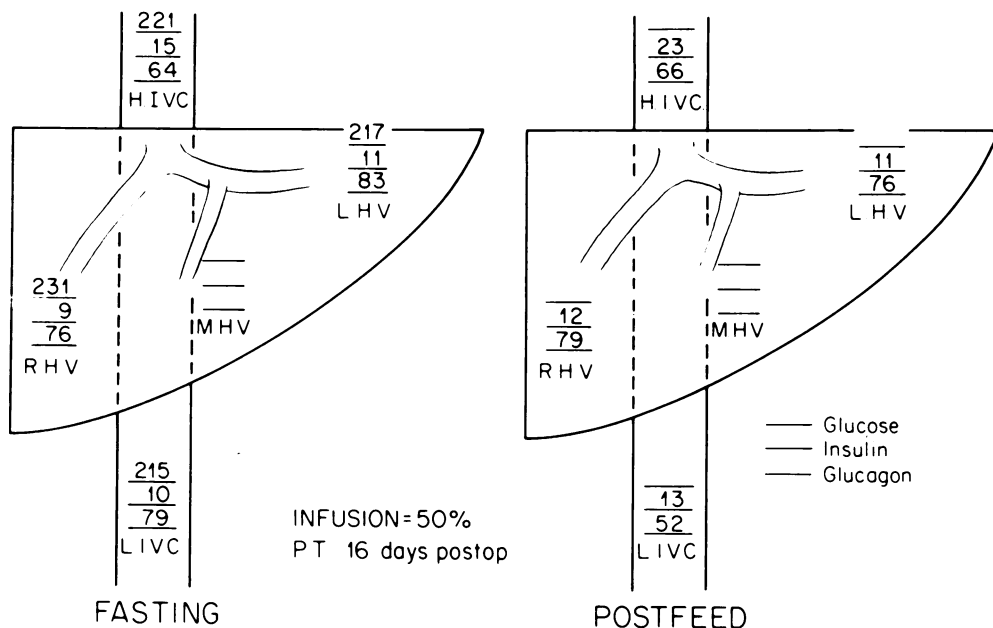 221
15
64
H.IVC
217
11
83
LHV
231
9
76
RHV
MHV
215
10
79
LIVC
INFUSION=50%
PT 16 days postop
FASTING
23
66
HIVC
11
76
LHV
12
79
RHV
MHV
Glucose
Insulin
Glucagon
13
52
LIVC
POSTFEED